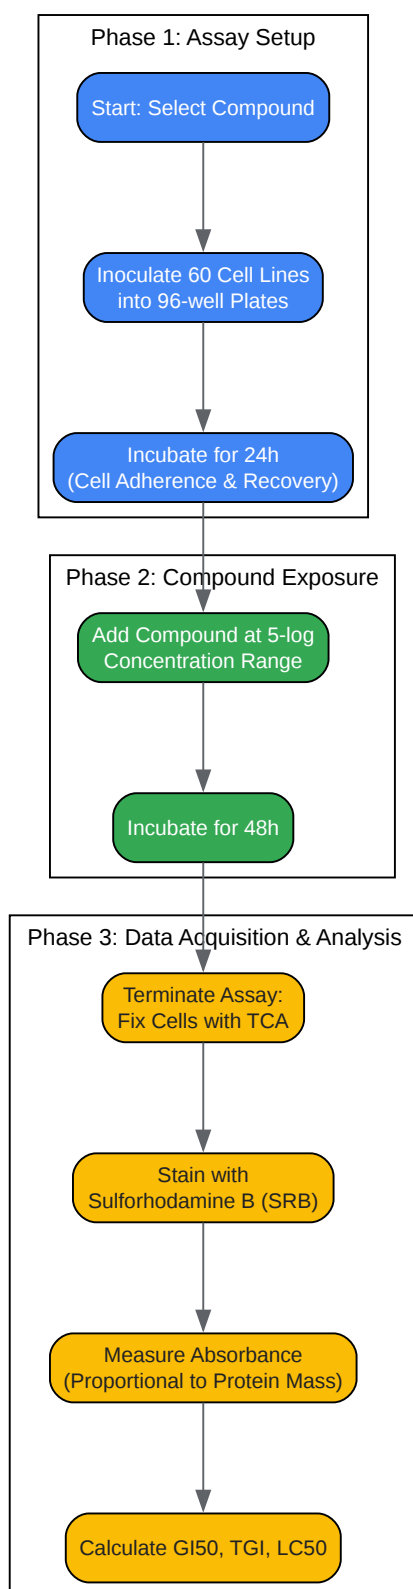 Phase 1: Assay Setup
Start: Select Compound
Inoculate 60 Cell Lines
into 96-well Plates
Incubate for 24h
(Cell Adherence & Recovery)
Phase 2: Compound Exposure
Add Compound at 5-log
Concentration Range
Incubate for 48h
Phase 3: Data Acquisition & Analysis
Terminate Assay:
Fix Cells with TCA
Stain with
Sulforhodamine B (SRB)
Measure Absorbance
(Proportional to Protein Mass)
Calculate GI50, TGI, LC50